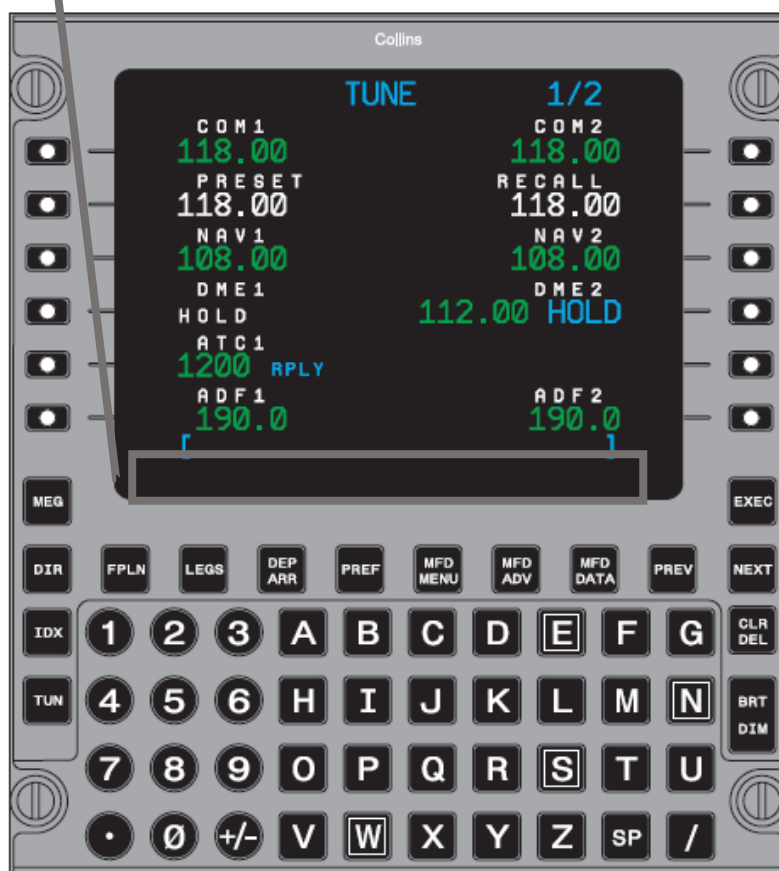 Collins
TUNE 1/2
COM1 COM2
118.00 118.00
PRESET RECALL
118.00 118.00
NAV1 NAV2
108.00 108.00
DME1 DME2
HOLD 112.00 HOLD
ATC1
1200 RPLY
ADF1 ADF2
190.0 190.0
[ ]
MEG EXEC
DIR FPLN LEGS DEP ARR PREF MFD MENU MFD ADV MFD DATA PREV NEXT
IDX 1 2 3 A B C D E F G CLR DEL
TUN 4 5 6 H I J K L M N BRT DIM
7 8 9 O P Q R S T U
. Ø +/- V W X Y Z SP /